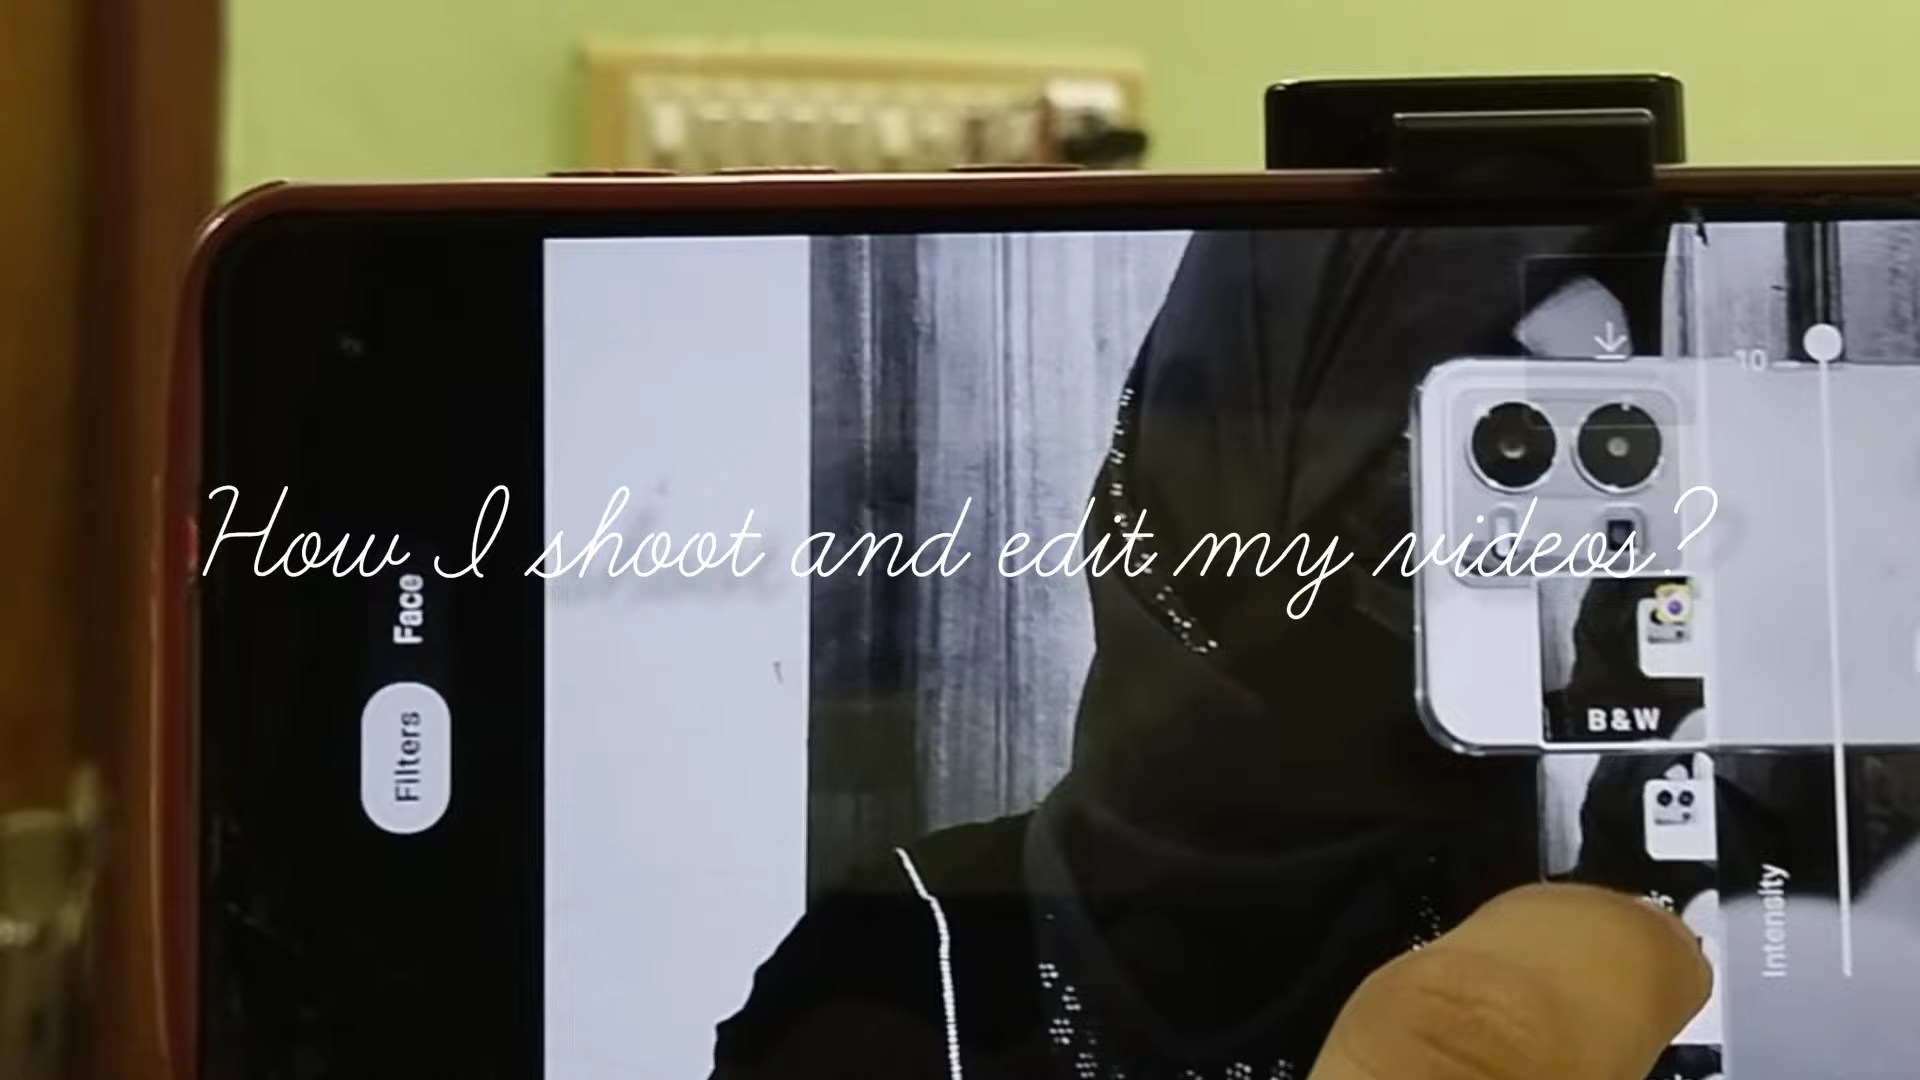 How I shoot and edit my videos?
Face
Filters
10
B&W
Intensity